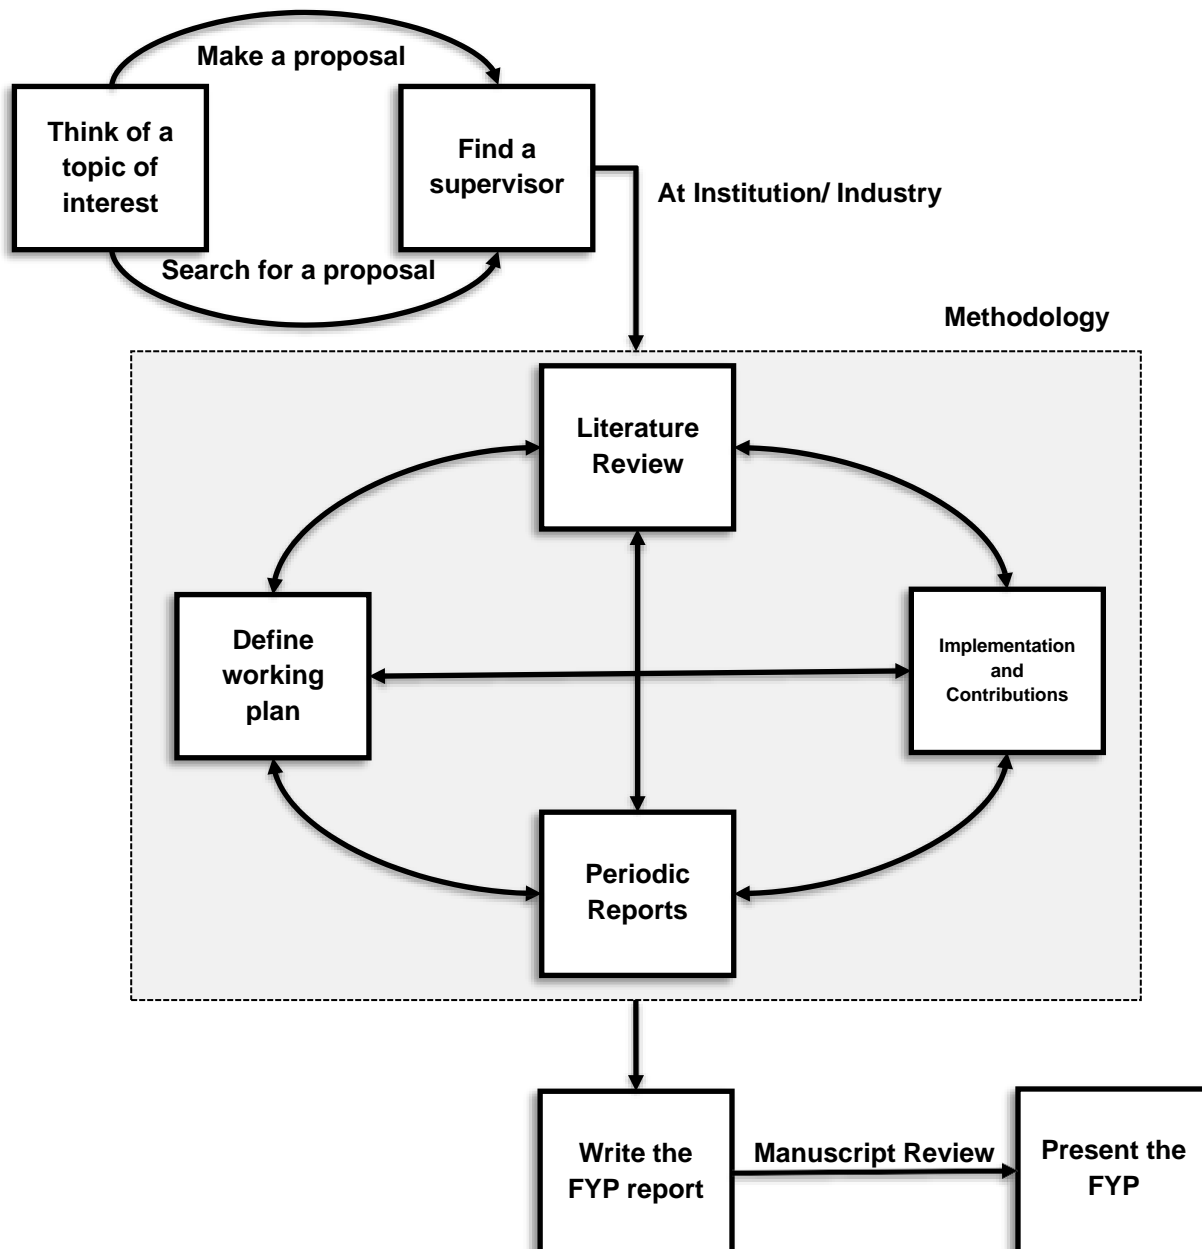 Make a proposal
Think of a
topic of
interest
Find a
supervisor
At Institution/ Industry
Search for a proposal
Methodology
Literature
Review
Define
working
plan
Implementation
and
Contributions
Periodic
Reports
Write the
FYP report
Manuscript Review
Present the
FYP